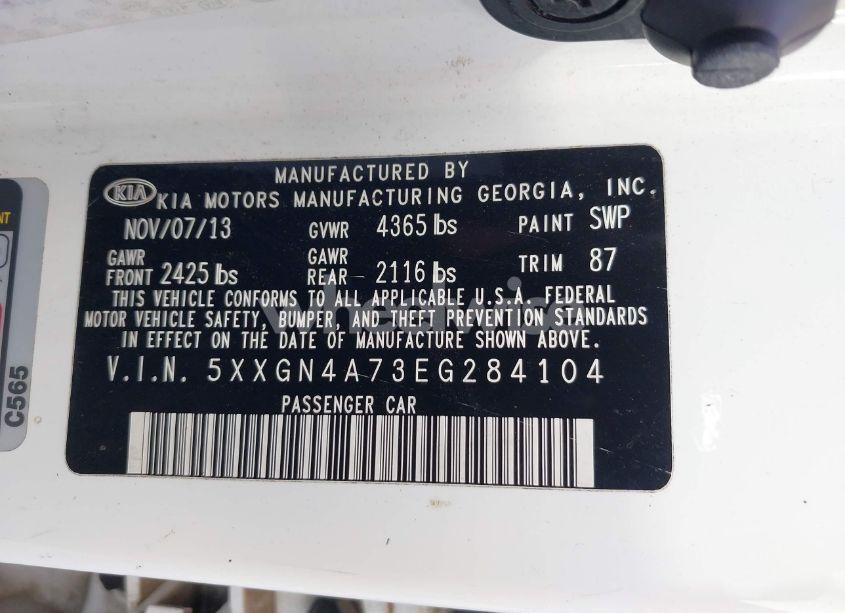 MANUFACTURED BY
KIA KIA MOTORS MANUFACTURING GEORGIA, INC.
NOV/07/13 GVWR 4365 lbs PAINT SWP
GAWR FRONT 2425 lbs GAWR REAR 2116 lbs TRIM 87
THIS VEHICLE CONFORMS TO ALL APPLICABLE U.S.A. FEDERAL
MOTOR VEHICLE SAFETY, BUMPER, AND THEFT PREVENTION STANDARDS
IN EFFECT ON THE DATE OF MANUFACTURE SHOWN ABOVE.
V.I.N. 5XXGN4A73EG284104
PASSENGER CAR
C565